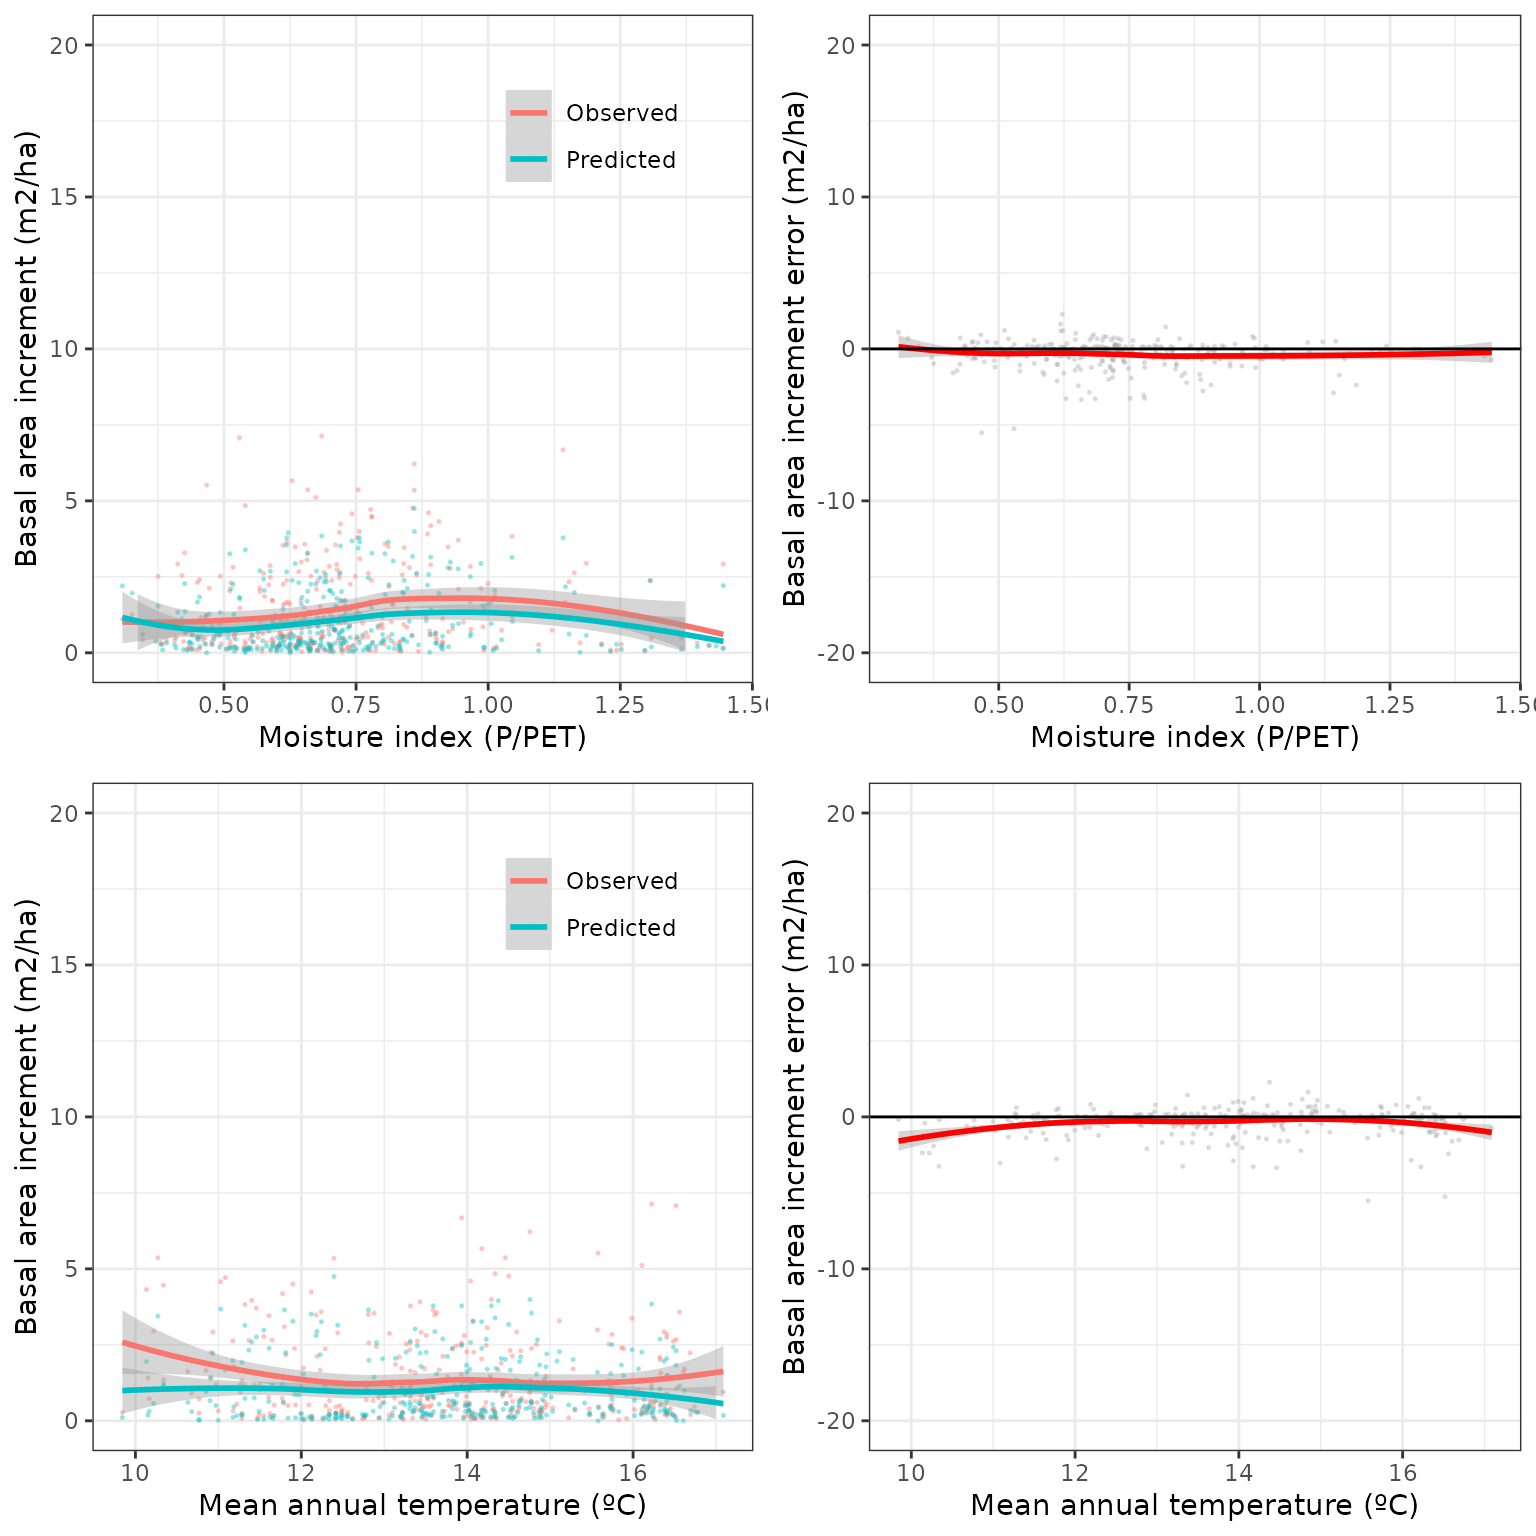 Basal area increment (m2/ha)
20
15
10
5
0
Observed
Predicted
0.50 0.75 1.00 1.25 1.50
Moisture index (P/PET)
Basal area increment error (m2/ha)
20
10
0
-10
-20
0.50 0.75 1.00 1.25 1.50
Moisture index (P/PET)
Basal area increment (m2/ha)
20
15
10
5
0
Observed
Predicted
10 12 14 16
Mean annual temperature (ºC)
Basal area increment error (m2/ha)
20
10
0
-10
-20
10 12 14 16
Mean annual temperature (ºC)